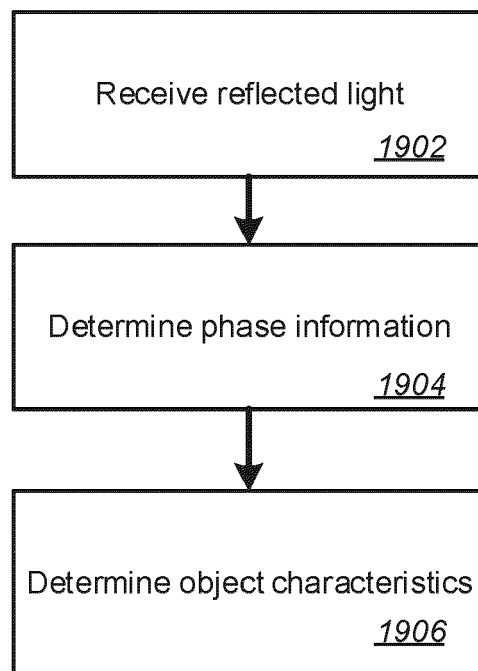 Receive reflected light
1902
Determine phase information
1904
Determine object characteristics
1906